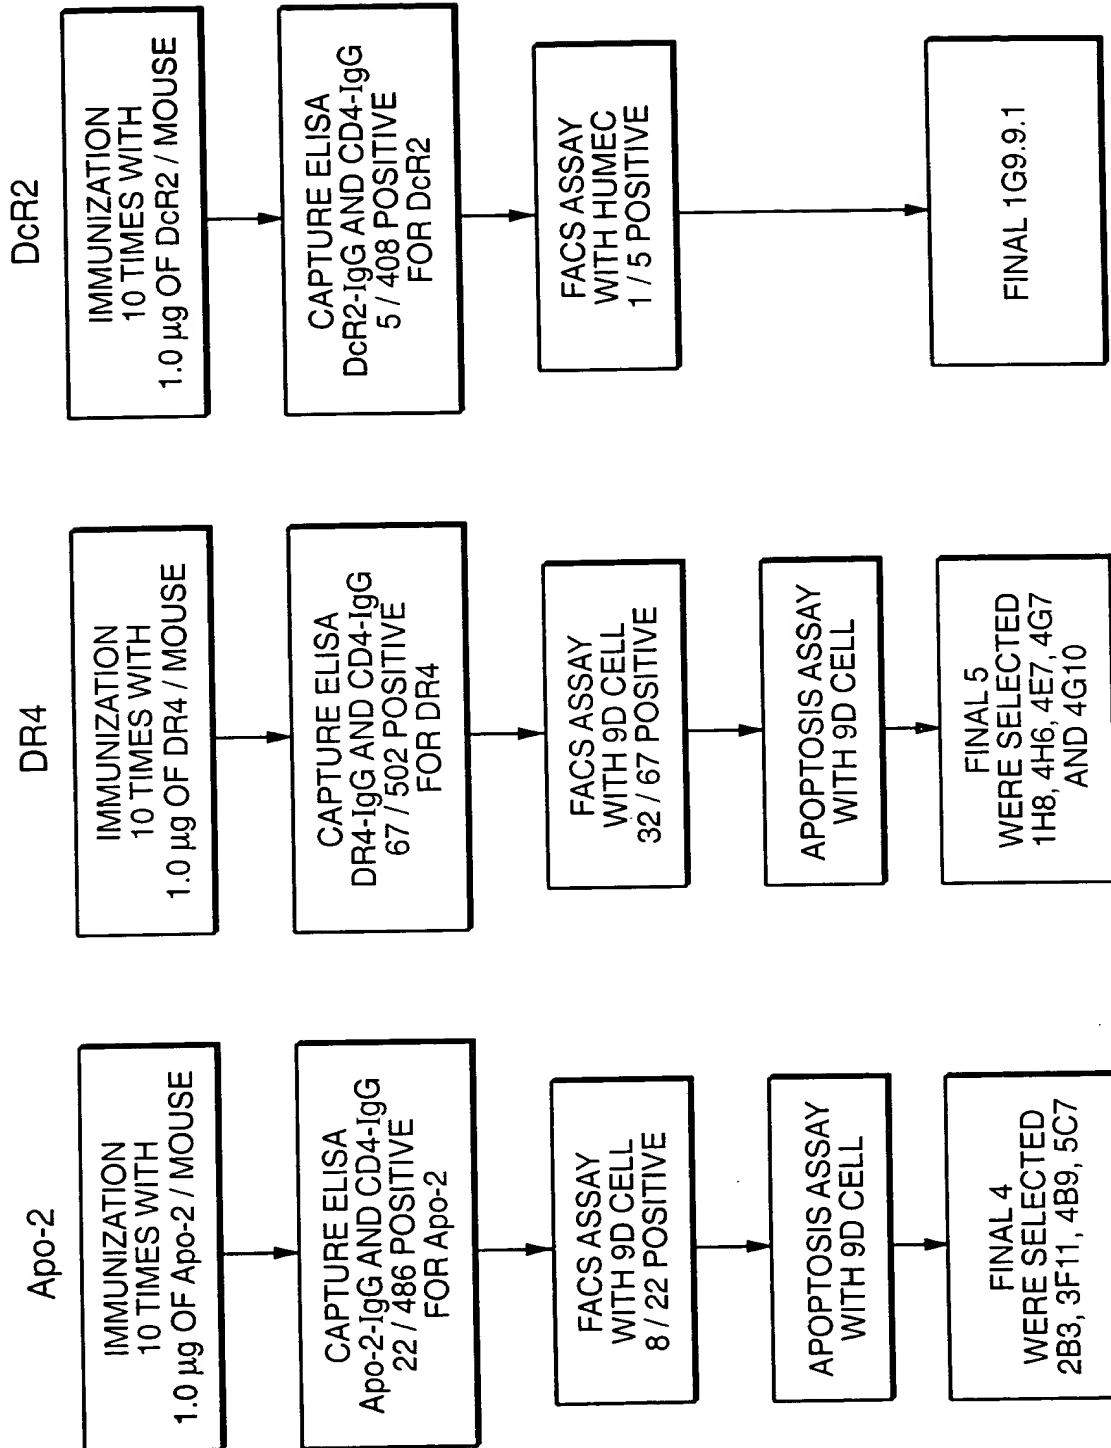 Apo-2
IMMUNIZATION
10 TIMES WITH
1.0 µg OF Apo-2 / MOUSE
CAPTURE ELISA
Apo-2-IgG AND CD4-IgG
22 / 486 POSITIVE
FOR Apo-2
FACS ASSAY
WITH 9D CELL
8 / 22 POSITIVE
APOPTOSIS ASSAY
WITH 9D CELL
FINAL 4
WERE SELECTED
2B3, 3F11, 4B9, 5C7
DR4
IMMUNIZATION
10 TIMES WITH
1.0 µg OF DR4 / MOUSE
CAPTURE ELISA
DR4-IgG AND CD4-IgG
67 / 502 POSITIVE
FOR DR4
FACS ASSAY
WITH 9D CELL
32 / 67 POSITIVE
APOPTOSIS ASSAY
WITH 9D CELL
FINAL 5
WERE SELECTED
1H8, 4H6, 4E7, 4G7
AND 4G10
DcR2
IMMUNIZATION
10 TIMES WITH
1.0 µg OF DcR2 / MOUSE
CAPTURE ELISA
DcR2-IgG AND CD4-IgG
5 / 408 POSITIVE
FOR DcR2
FACS ASSAY
WITH HUMEC
1 / 5 POSITIVE
FINAL 1G9.9.1